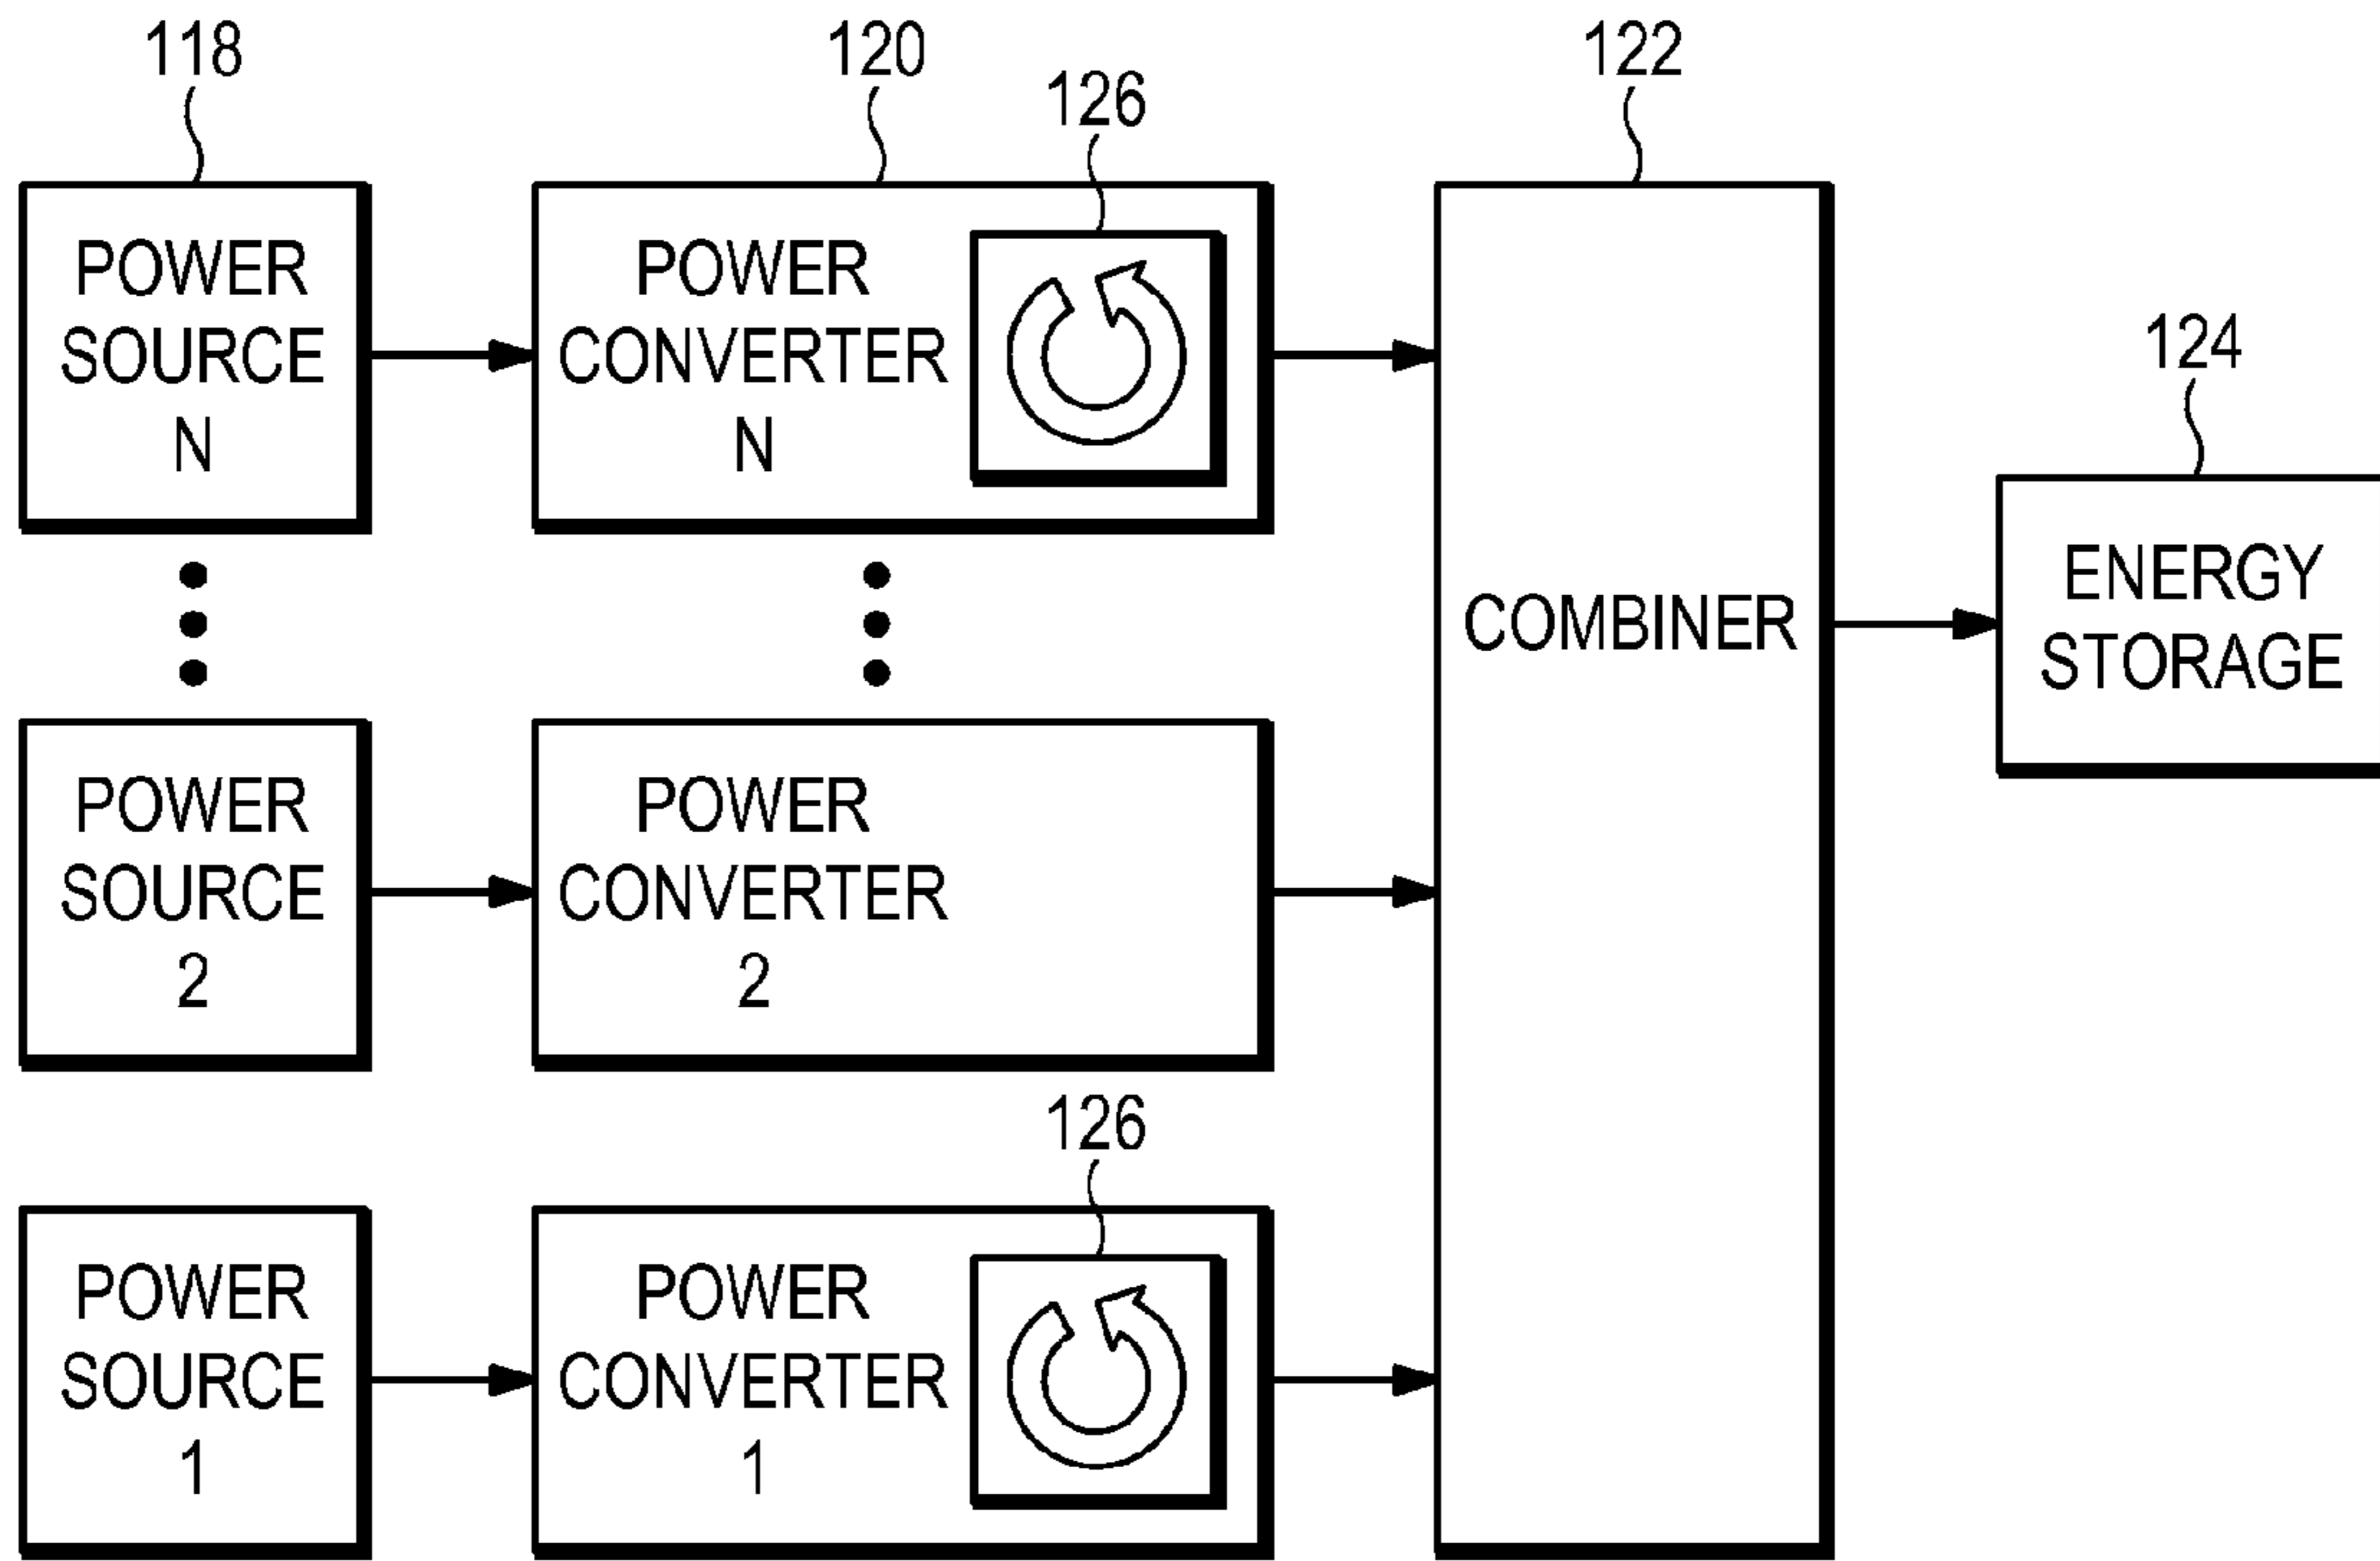 118
120
126
122
POWER
SOURCE
N
POWER
CONVERTER
N
124
COMBINER
ENERGY
STORAGE
POWER
SOURCE
2
POWER
CONVERTER
2
126
POWER
SOURCE
1
POWER
CONVERTER
1